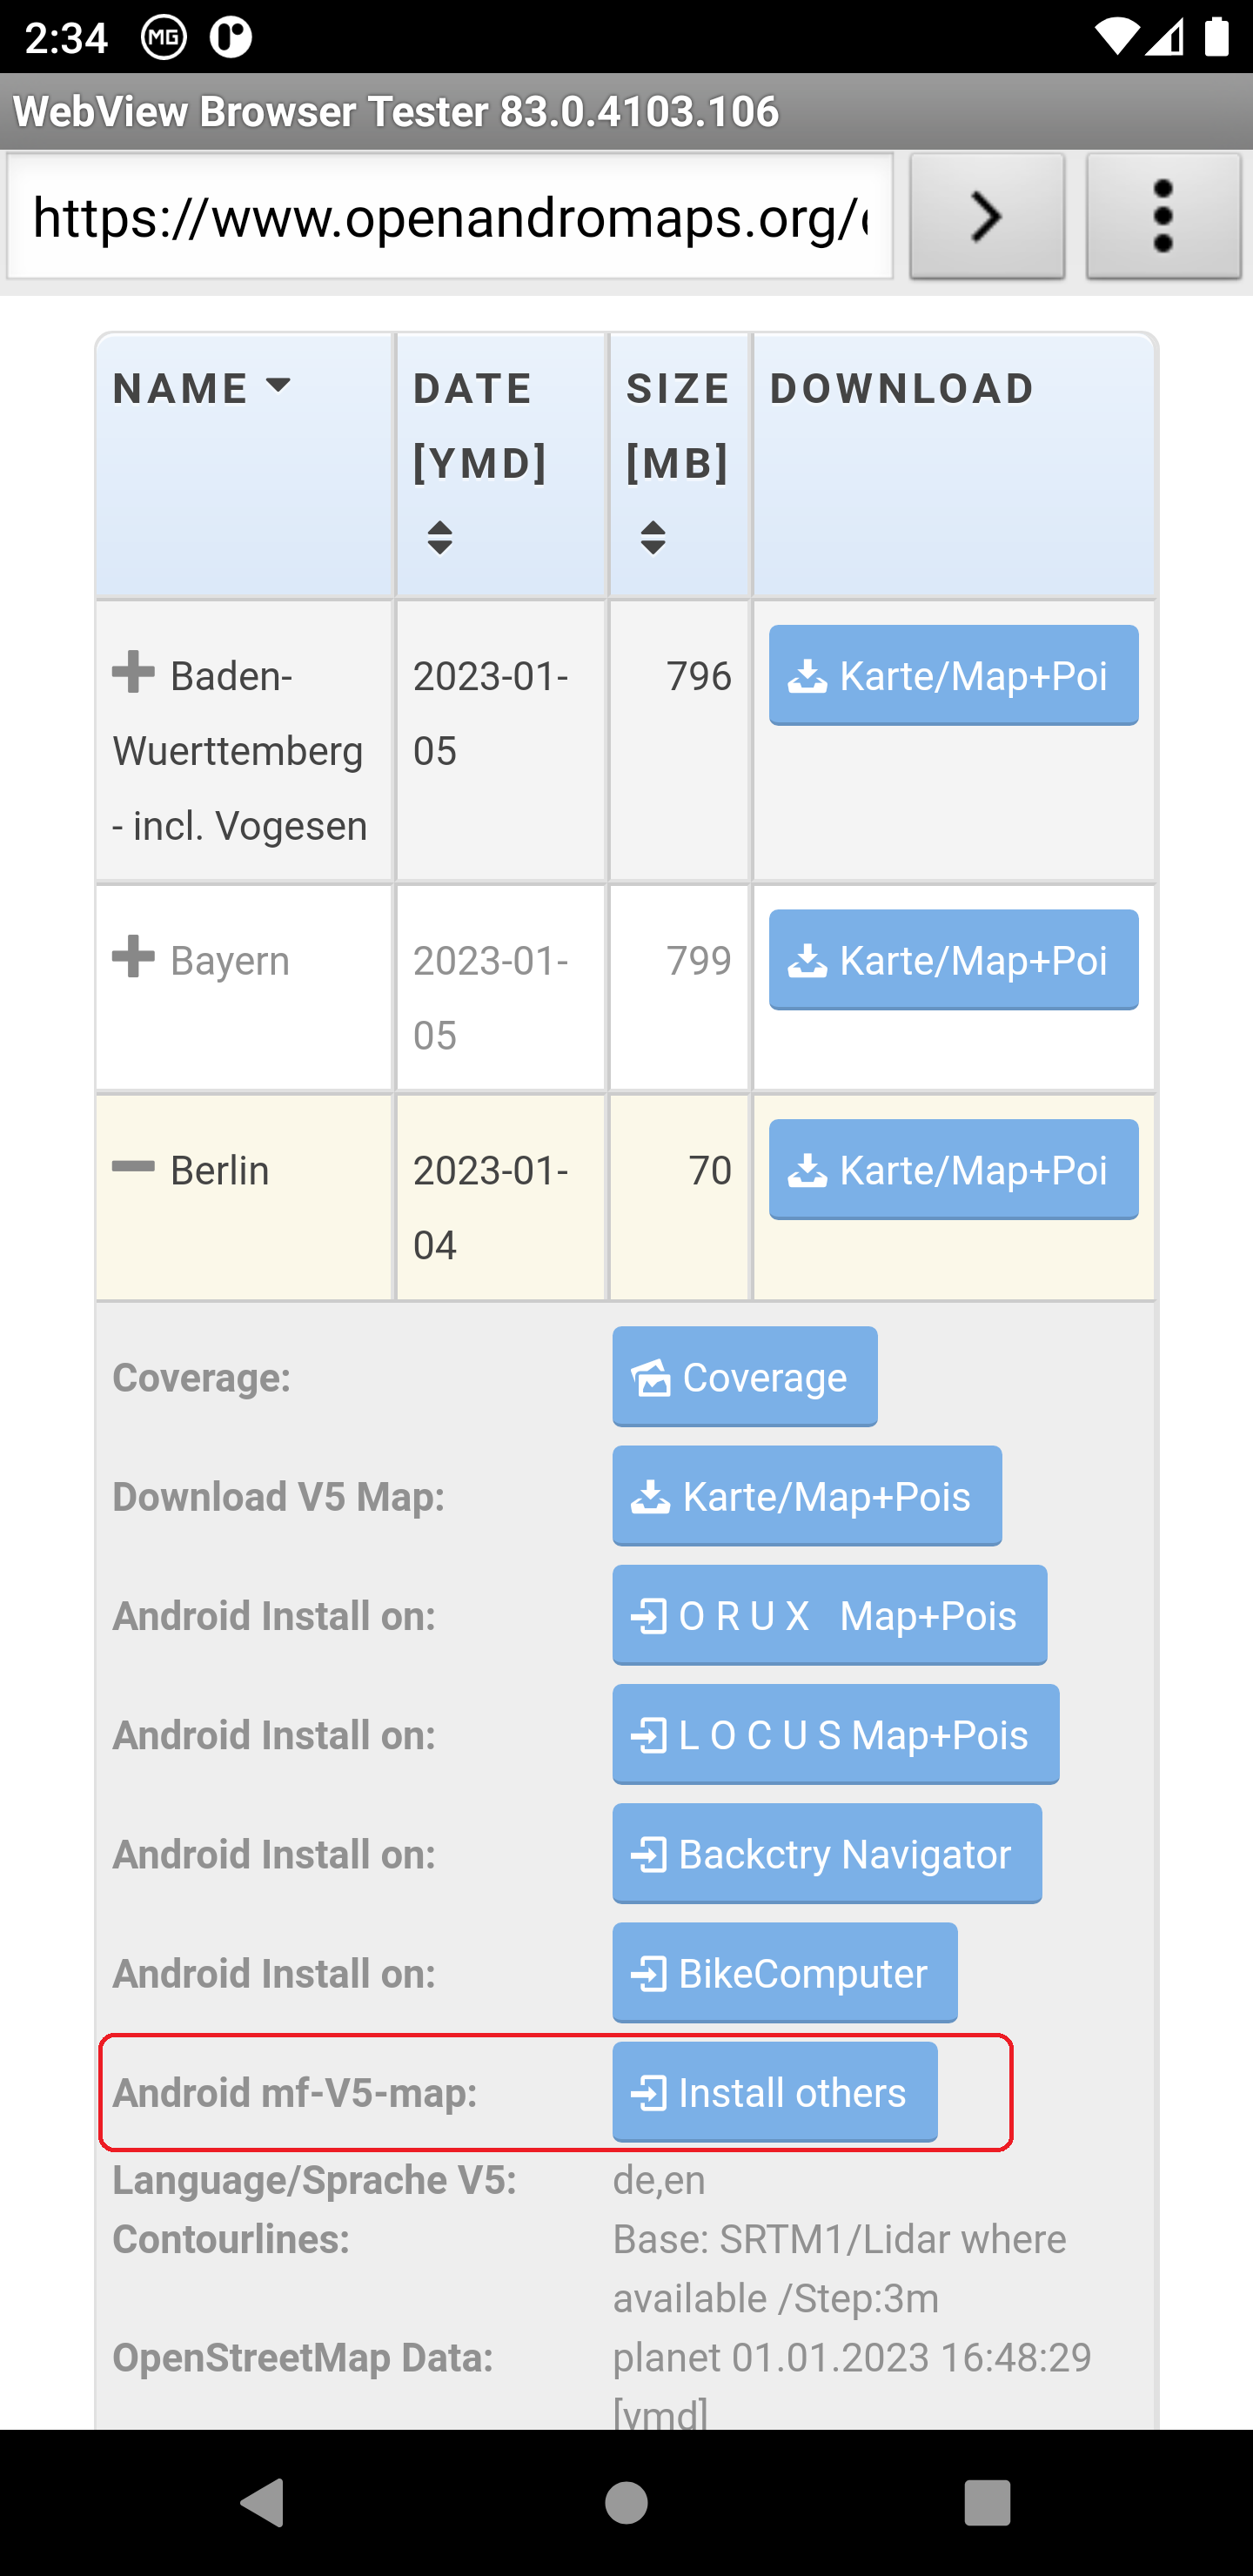 2:34 MG
WebView Browser Tester 83.0.4103.106
https://www.openandromaps.org/
NAME DATE SIZE DOWNLOAD
[YMD] [MB]
Baden- 2023-01- 796 Karte/Map+Poi
Wuerttemberg 05
- incl. Vogesen
Bayern 2023-01- 799 Karte/Map+Poi
05
Berlin 2023-01- 70 Karte/Map+Poi
04
Coverage: Coverage
Download V5 Map: Karte/Map+Pois
Android Install on: O R U X Map+Pois
Android Install on: L O C U S Map+Pois
Android Install on: Backctry Navigator
Android Install on: BikeComputer
Android mf-V5-map: Install others
Language/Sprache V5: de,en
Contourlines: Base: SRTM1/Lidar where
available /Step:3m
OpenStreetMap Data: planet 01.01.2023 16:48:29
[ymd]